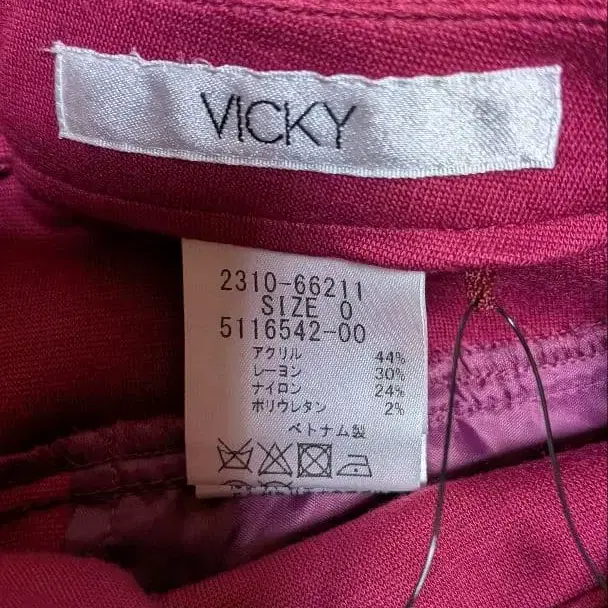 VICKY
2310-66211
SIZE 0
5116542-00
アクリル 44%
レーヨン 30%
ナイロン 24%
ポリウレタン 2%
ベトナム製